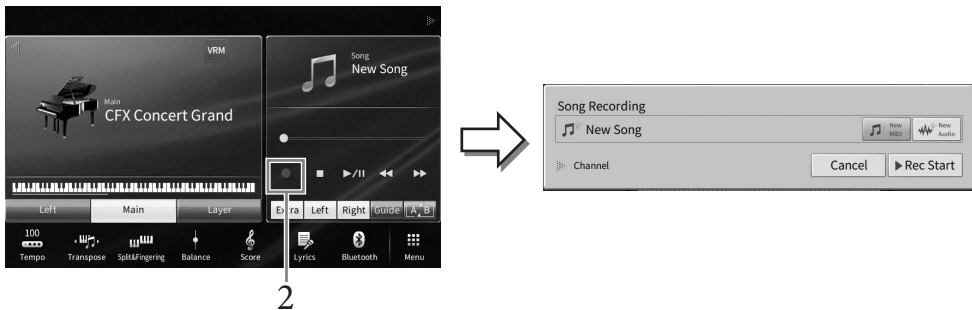 VRM
Main
CFX Concert Grand
Left Main Layer
Song
New Song
Extra Left Right Guide A B
100
Tempo Transpose Split&Fingering Balance Score Lyrics Bluetooth Menu
2
Song Recording
New Song
New MIDI
New Audio
Channel
Cancel Rec Start